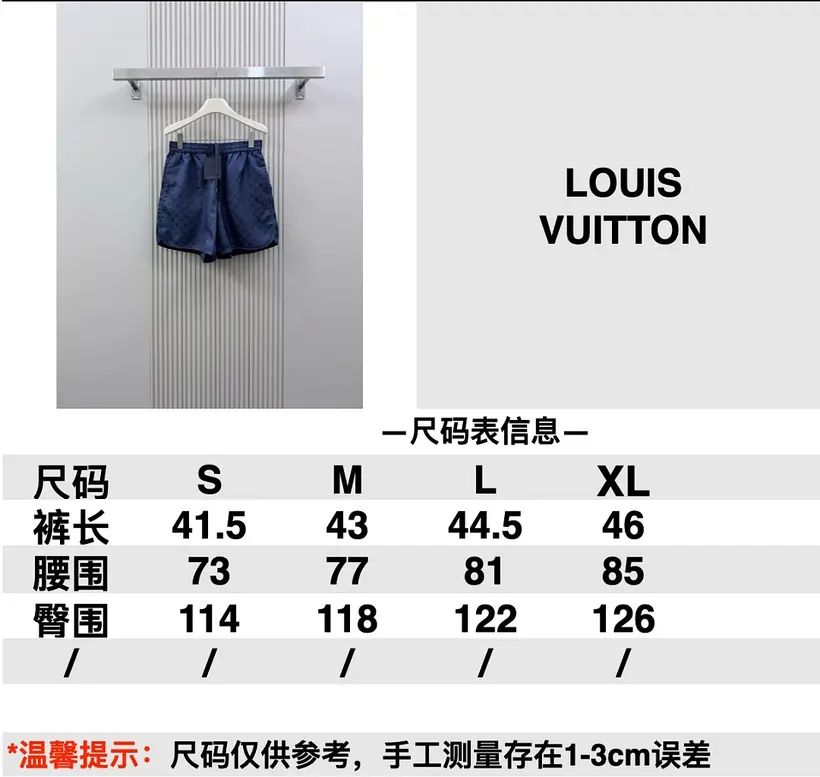 LOUIS
VUITTON
—尺码表信息—
尺码 S M L XL
裤长 41.5 43 44.5 46
腰围 73 77 81 85
臀围 114 118 122 126
/ / / / /
*温馨提示：尺码仅供参考，手工测量存在1-3cm误差